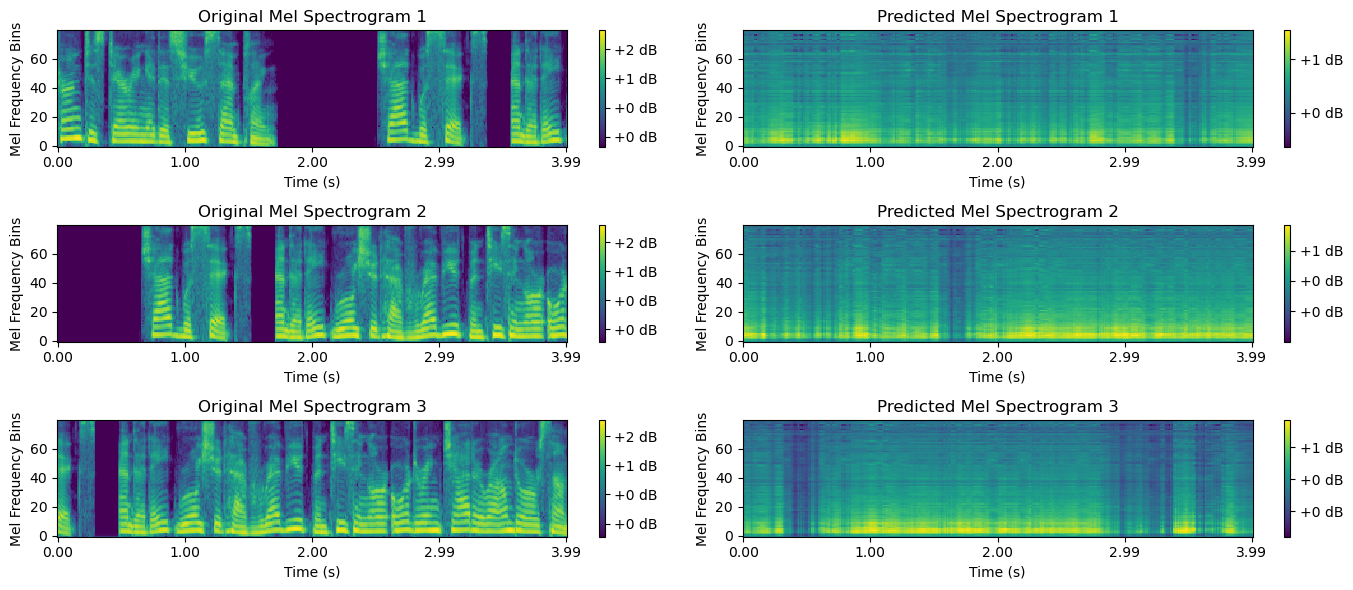 Original Mel Spectrogram 1
Mel Frequency Bins
60
40
20
0
0.00 1.00 2.00 2.99 3.99
Time (s)
+2 dB
+1 dB
+0 dB
+0 dB
Predicted Mel Spectrogram 1
Mel Frequency Bins
60
40
20
0
0.00 1.00 2.00 2.99 3.99
Time (s)
+1 dB
+0 dB
Original Mel Spectrogram 2
Mel Frequency Bins
60
40
20
0
0.00 1.00 2.00 2.99 3.99
Time (s)
+2 dB
+1 dB
+0 dB
+0 dB
Predicted Mel Spectrogram 2
Mel Frequency Bins
60
40
20
0
0.00 1.00 2.00 2.99 3.99
Time (s)
+1 dB
+0 dB
+0 dB
Original Mel Spectrogram 3
Mel Frequency Bins
60
40
20
0
0.00 1.00 2.00 2.99 3.99
Time (s)
+2 dB
+1 dB
+0 dB
+0 dB
Predicted Mel Spectrogram 3
Mel Frequency Bins
60
40
20
0
0.00 1.00 2.00 2.99 3.99
Time (s)
+1 dB
+0 dB
+0 dB